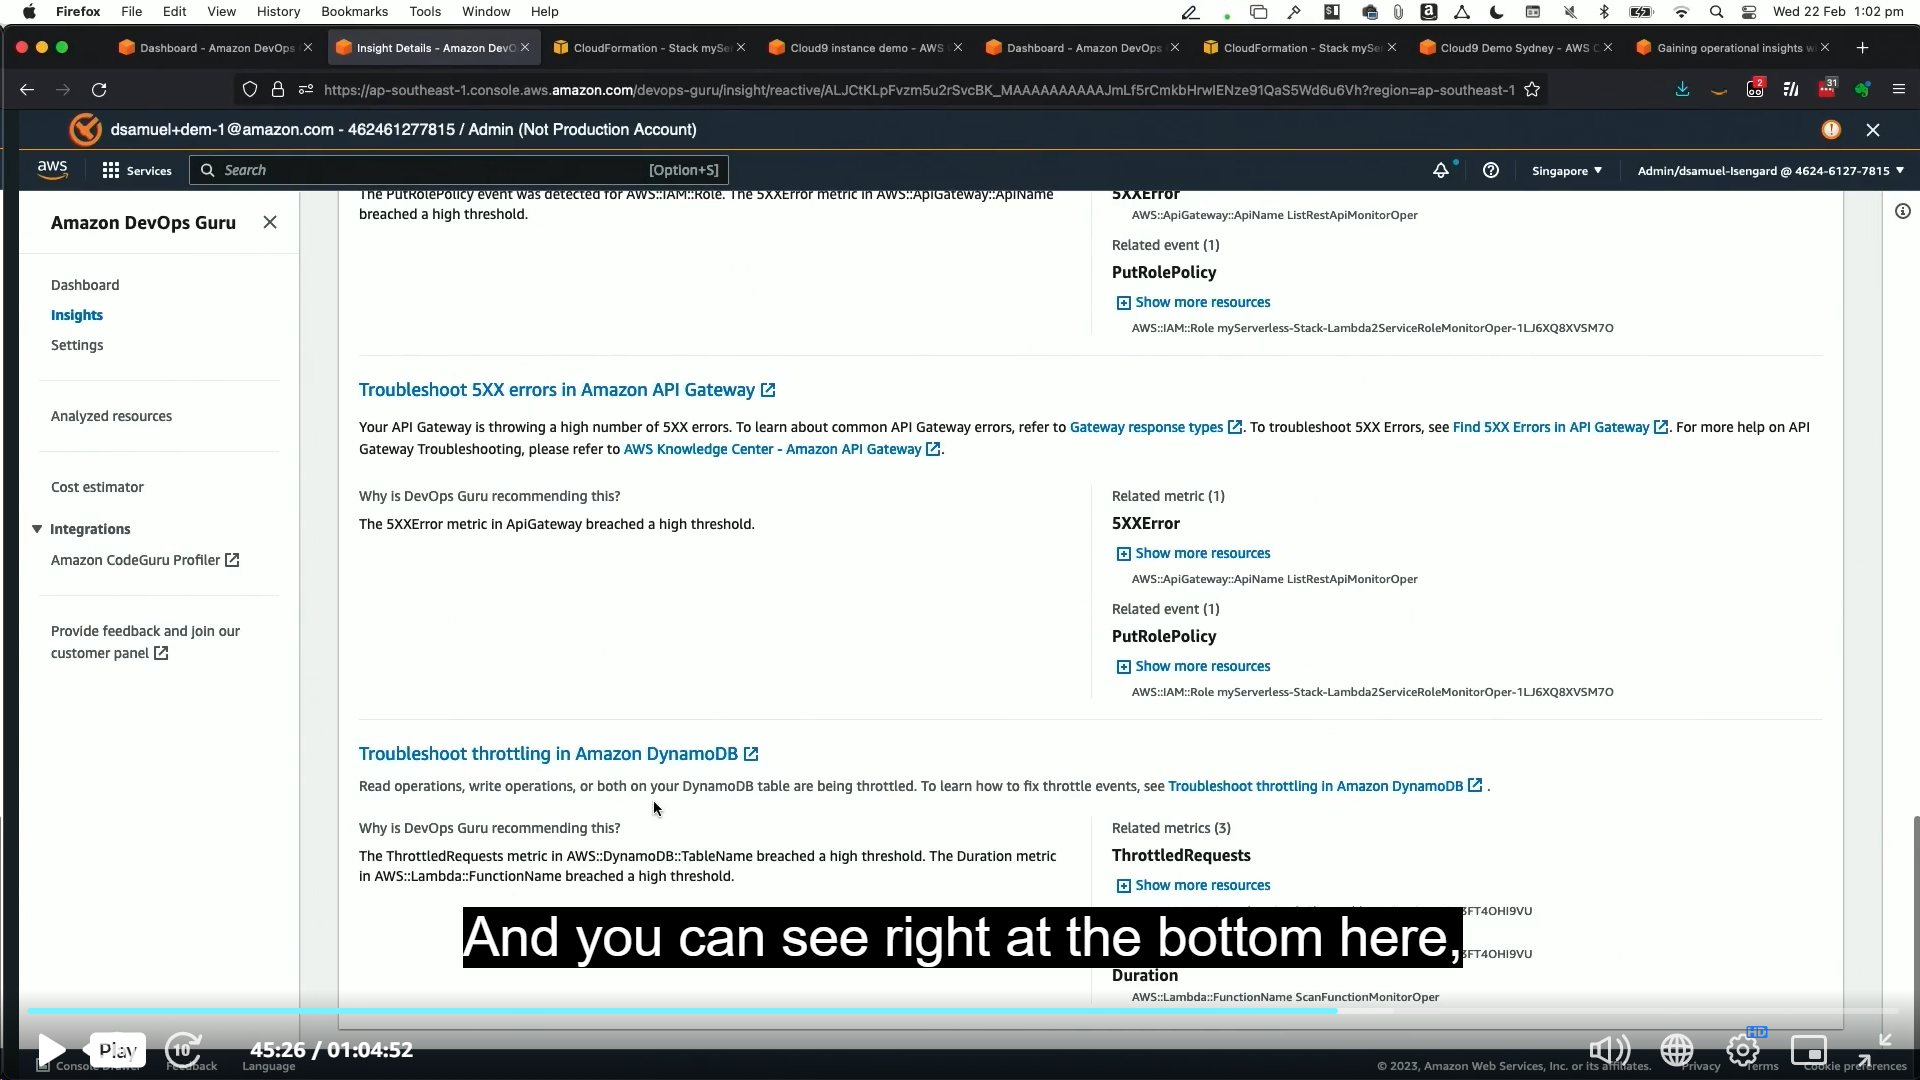 Firefox File Edit View History Bookmarks Tools Window Help Wed 22 Feb 1:02 pm
Dashboard - Amazon DevOps Insight Details - Amazon DevO CloudFormation - Stack mySe Cloud9 instance demo - AWS Dashboard - Amazon DevOps CloudFormation - Stack mySe Cloud9 Demo Sydney - AWS C Gaining operational insights w
https://ap-southeast-1.console.aws.amazon.com/devops-guru/insight/reactive/ALJCtKLpFvzm5u2rSvcBK_MAAAAAAAAAAJmLf5rCmkbHrwIENze91QaS5Wd6u6Vh?region=ap-southeast-1 2 31
dsamuel+dem-1@amazon.com - 462461277815 / Admin (Not Production Account)
aws Services Search [Option+S] Singapore Admin/dsamuel-Isengard @ 4624-6127-7815
Amazon DevOps Guru
Dashboard
Insights
Settings
Analyzed resources
Cost estimator
Integrations
Amazon CodeGuru Profiler
Provide feedback and join our
customer panel
The PutRolePolicy event was detected for AWS::IAM::Role. The 5XXError metric in AWS::ApiGateway::ApiName
breached a high threshold.
5XXError
AWS::ApiGateway::ApiName ListRestApiMonitorOper
Related event (1)
PutRolePolicy
Show more resources
AWS::IAM::Role myServerless-Stack-Lambda2ServiceRoleMonitorOper-1LJ6XQ8XVSM7O
Troubleshoot 5XX errors in Amazon API Gateway
Your API Gateway is throwing a high number of 5XX errors. To learn about common API Gateway errors, refer to Gateway response types. To troubleshoot 5XX Errors, see Find 5XX Errors in API Gateway. For more help on API
Gateway Troubleshooting, please refer to AWS Knowledge Center - Amazon API Gateway.
Why is DevOps Guru recommending this?
The 5XXError metric in ApiGateway breached a high threshold.
Related metric (1)
5XXError
Show more resources
AWS::ApiGateway::ApiName ListRestApiMonitorOper
Related event (1)
PutRolePolicy
Show more resources
AWS::IAM::Role myServerless-Stack-Lambda2ServiceRoleMonitorOper-1LJ6XQ8XVSM7O
Troubleshoot throttling in Amazon DynamoDB
Read operations, write operations, or both on your DynamoDB table are being throttled. To learn how to fix throttle events, see Troubleshoot throttling in Amazon DynamoDB .
Why is DevOps Guru recommending this?
The ThrottledRequests metric in AWS::DynamoDB::TableName breached a high threshold. The Duration metric
in AWS::Lambda::FunctionName breached a high threshold.
Related metrics (3)
ThrottledRequests
Show more resources
3FT4OHI9VU
3FT4OHI9VU
Duration
AWS::Lambda::FunctionName ScanFunctionMonitorOper
And you can see right at the bottom here,
Play 10 45:26 / 01:04:52 HD
Feedback Language © 2023, Amazon Web Services, Inc. or its affiliates. Privacy Terms Cookie preferences